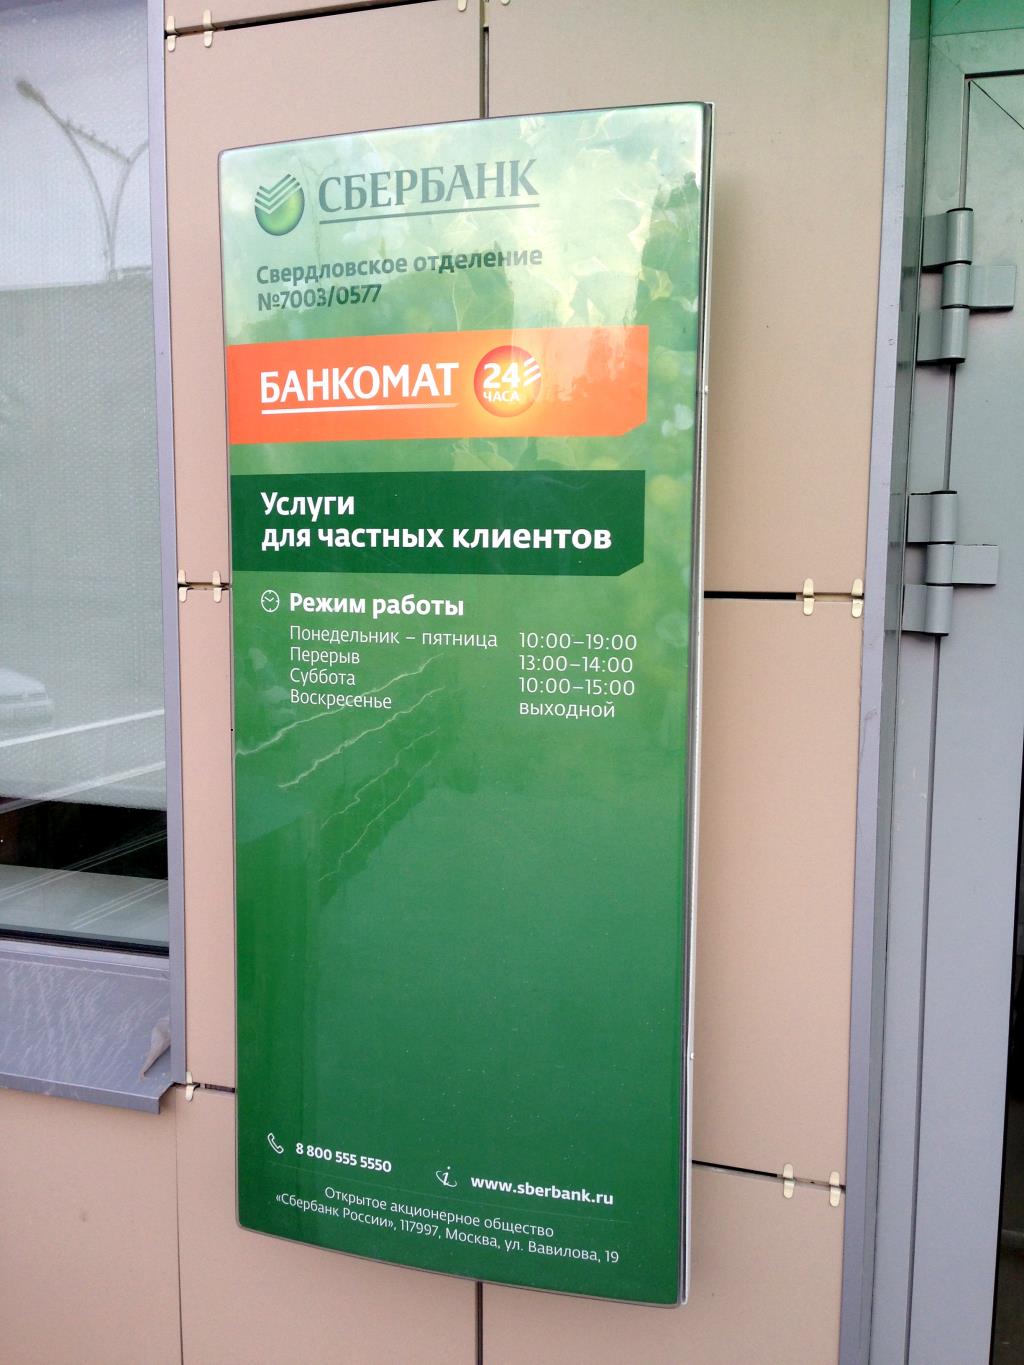 СБЕРБАНК
Свердловское отделение
№7003/0577
БАНКОМАТ 24 ЧАСА
Услуги
для частных клиентов
Режим работы
Понедельник – пятница 10:00–19:00
Перерыв 13:00–14:00
Суббота 10:00–15:00
Воскресенье выходной
8 800 555 5550 www.sberbank.ru
Открытое акционерное общество
«Сбербанк России», 117997, Москва, ул. Вавилова, 19